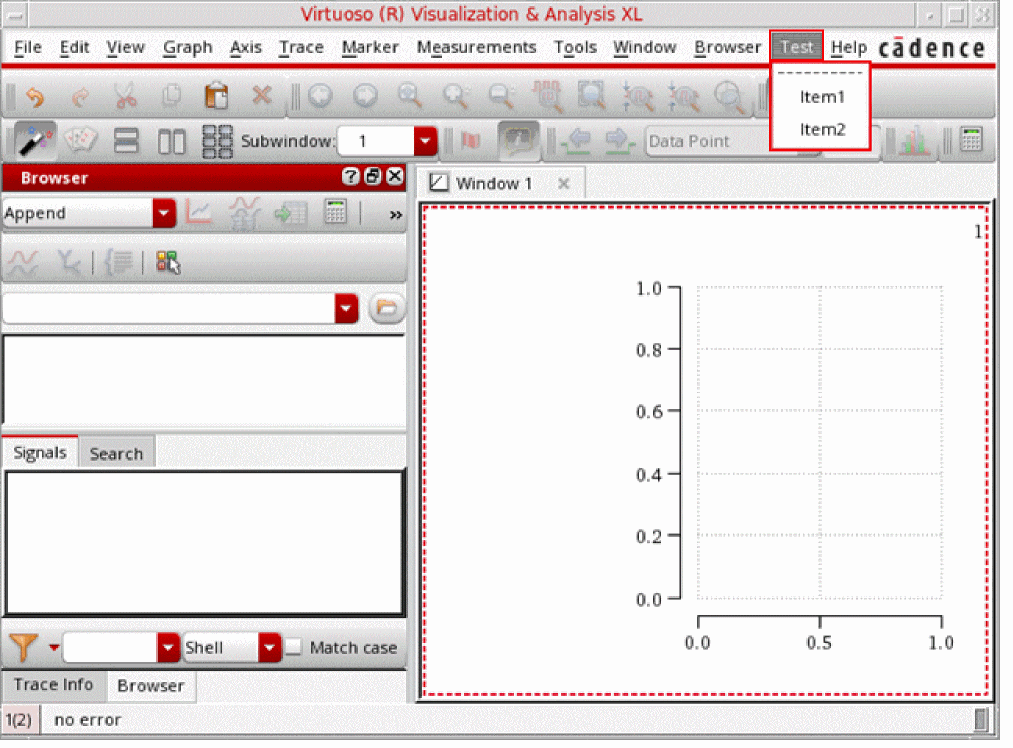 Virtuoso (R) Visualization & Analysis XL
File Edit View Graph Axis Trace Marker Measurements Tools Window Browser Test Help cādence
Item1
Item2
Subwindow: 1 Data Point
Browser
Window 1
Append
»
1
1.0
0.8
0.6
0.4
0.2
0.0
0.0 0.5 1.0
Signals Search
Shell Match case
Trace Info Browser
1(2) no error